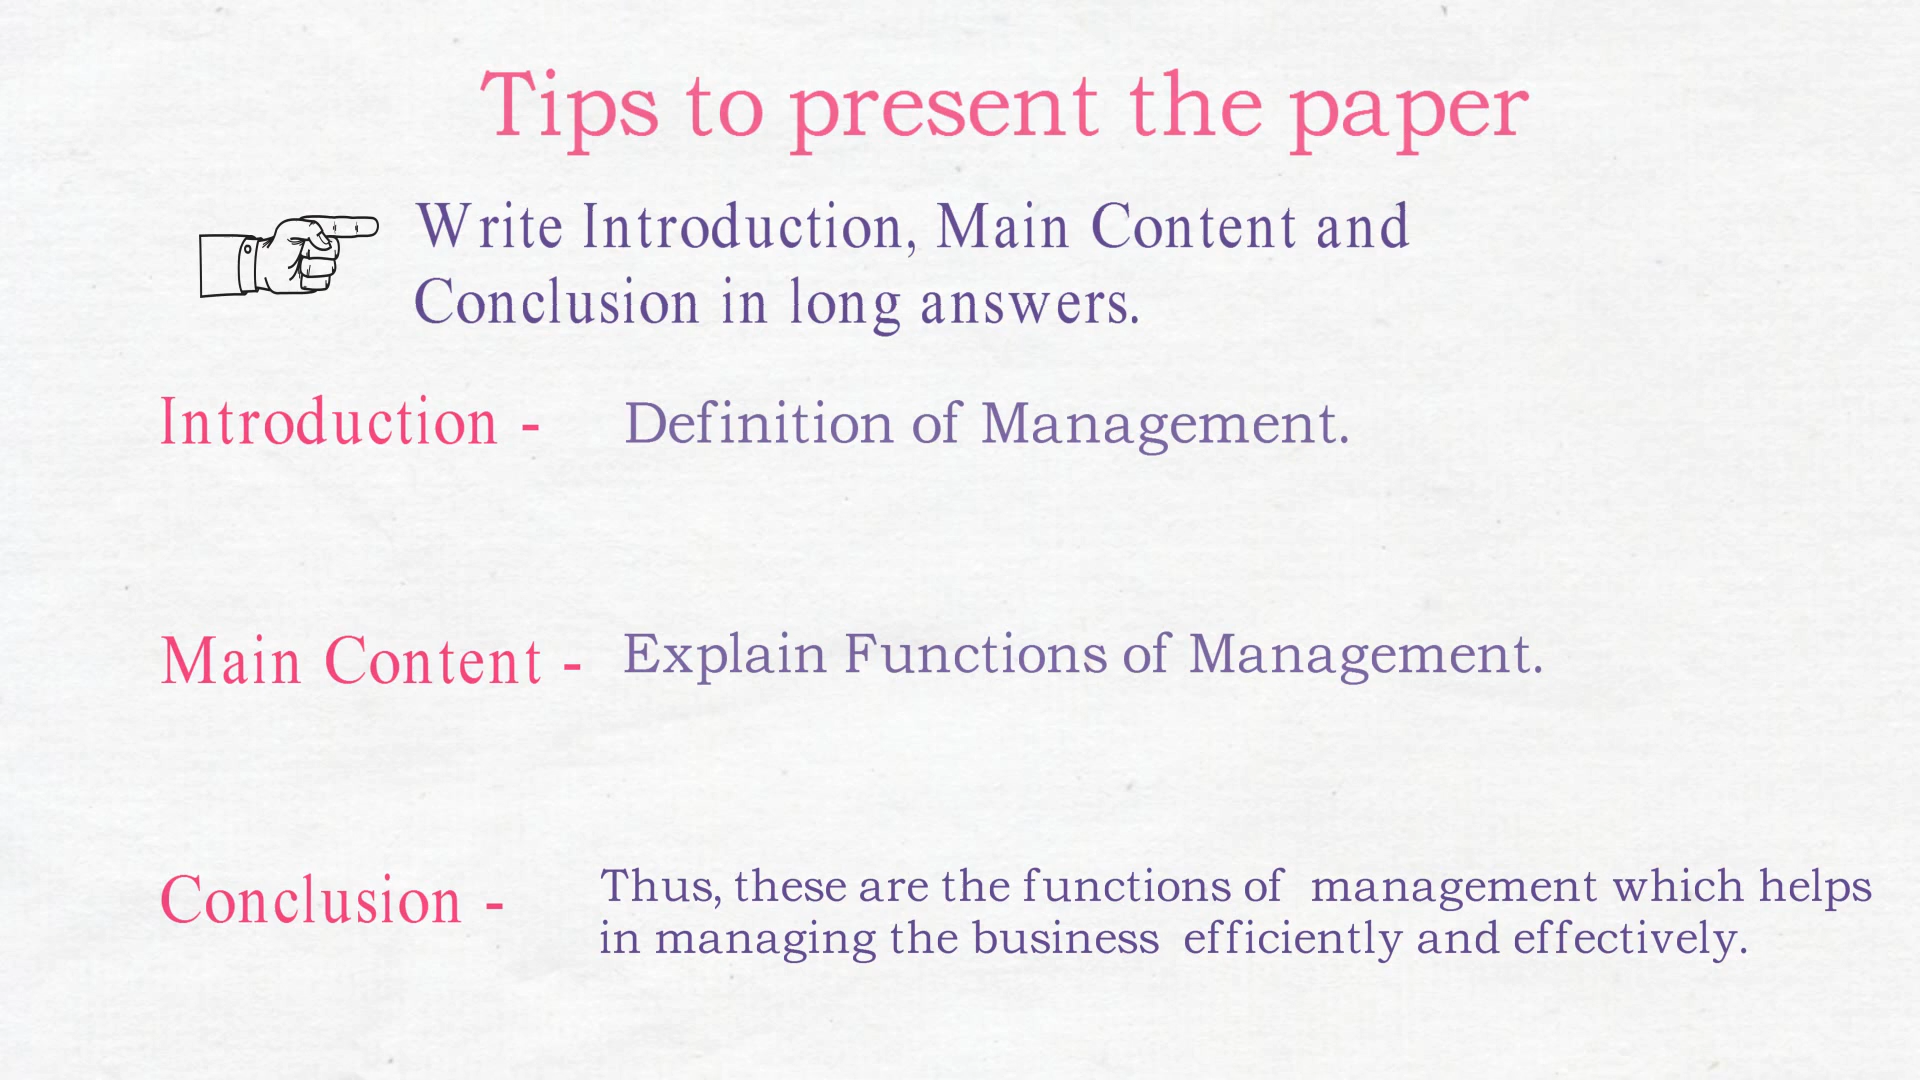 Tips to present the paper
Write Introduction, Main Content and
Conclusion in long answers.
Introduction - Definition of Management.
Main Content - Explain Functions of Management.
Conclusion - Thus, these are the functions of management which helps
in managing the business efficiently and effectively.